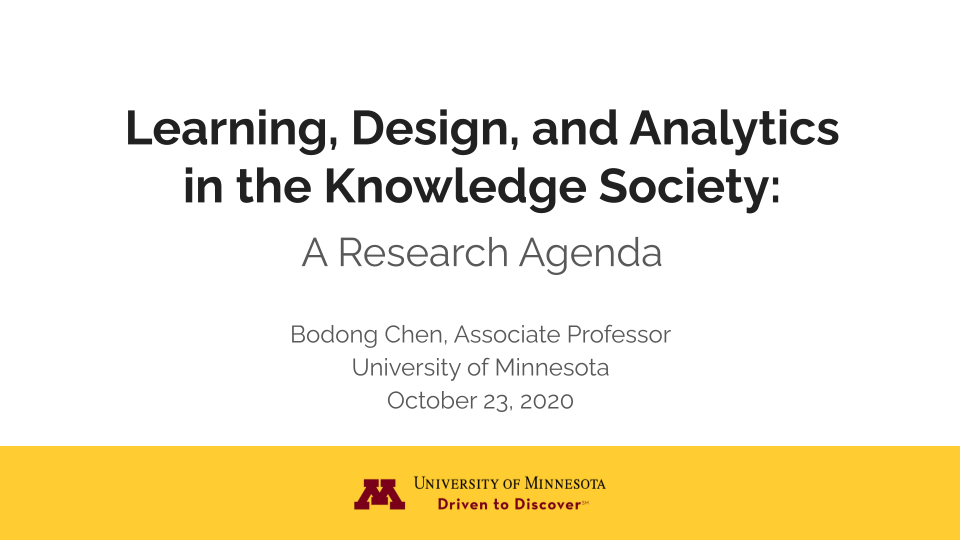 Learning, Design, and Analytics
in the Knowledge Society:
A Research Agenda
Bodong Chen, Associate Professor
University of Minnesota
October 23, 2020
M
UNIVERSITY OF MINNESOTA
Driven to Discover℠